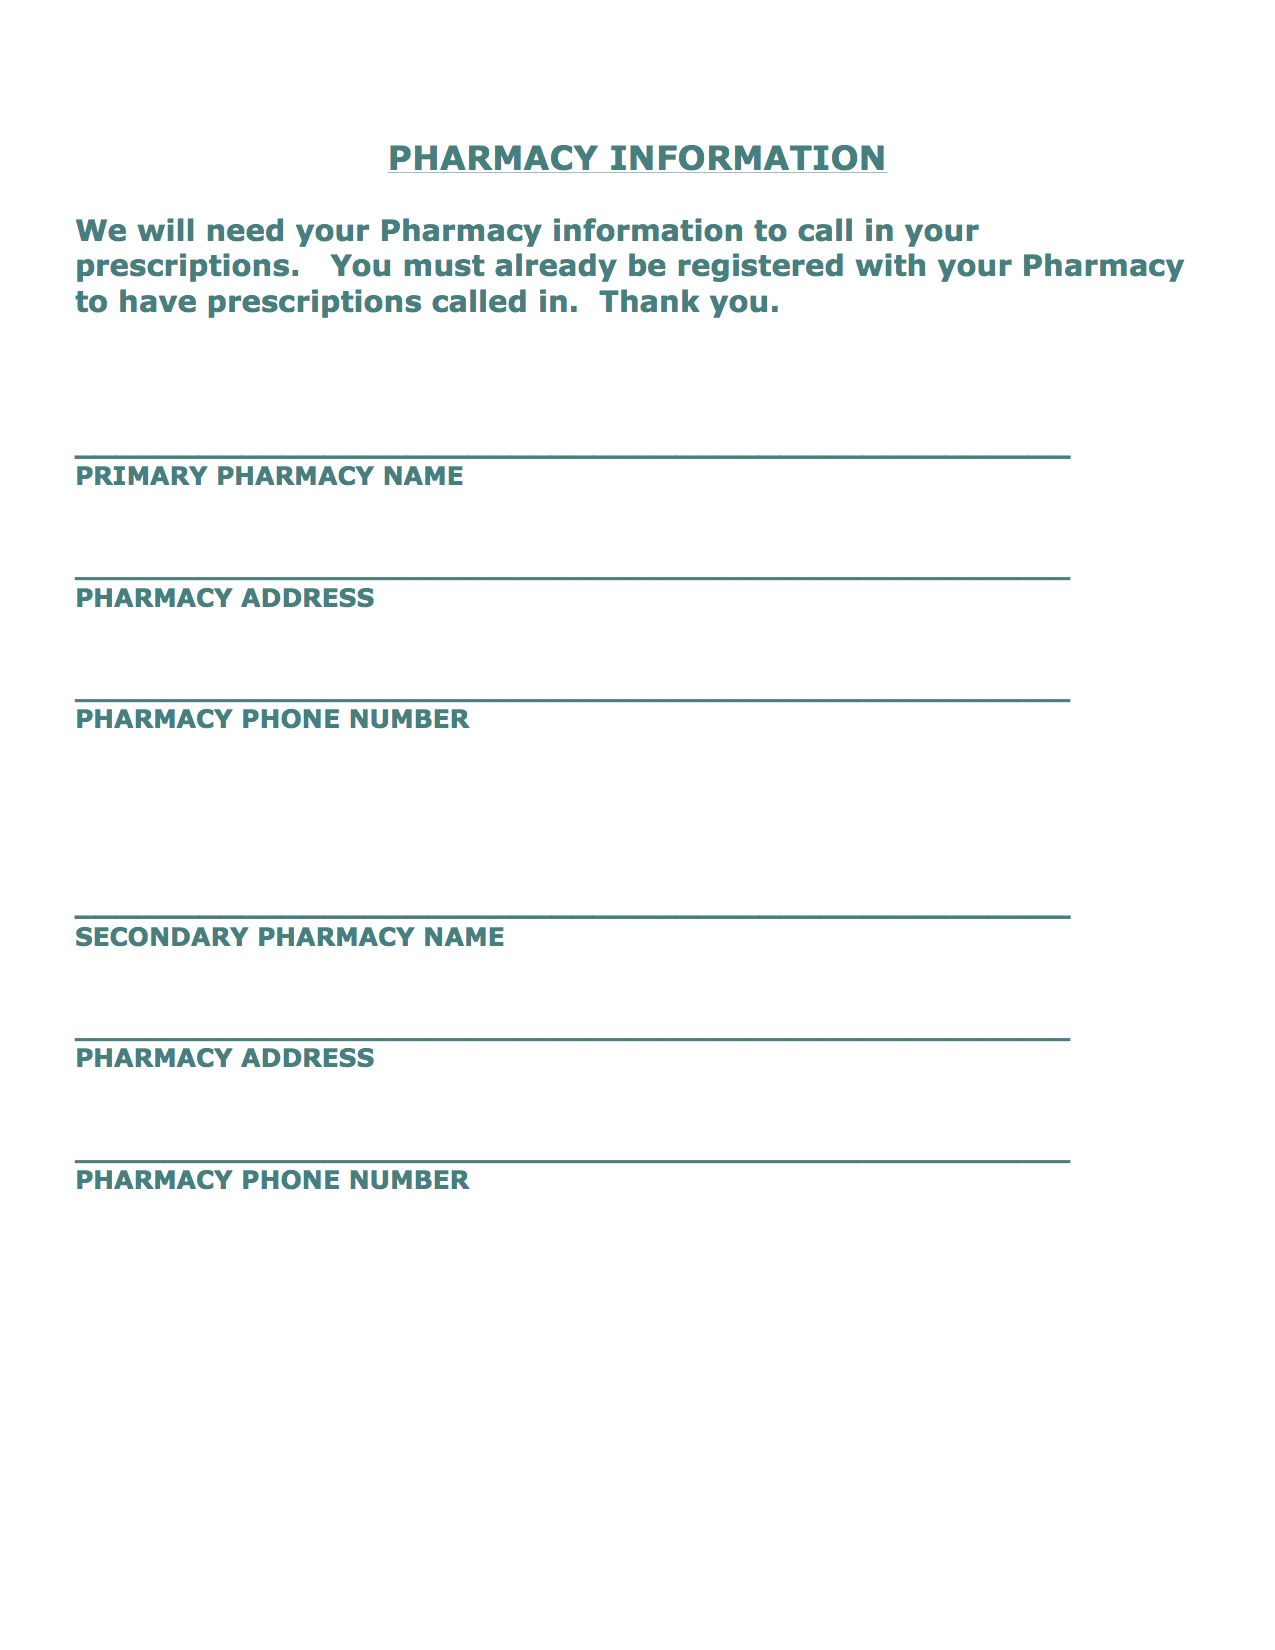 PHARMACY INFORMATION
We will need your Pharmacy information to call in your
prescriptions.   You must already be registered with your Pharmacy
to have prescriptions called in.  Thank you.
PRIMARY PHARMACY NAME
PHARMACY ADDRESS
PHARMACY PHONE NUMBER
SECONDARY PHARMACY NAME
PHARMACY ADDRESS
PHARMACY PHONE NUMBER